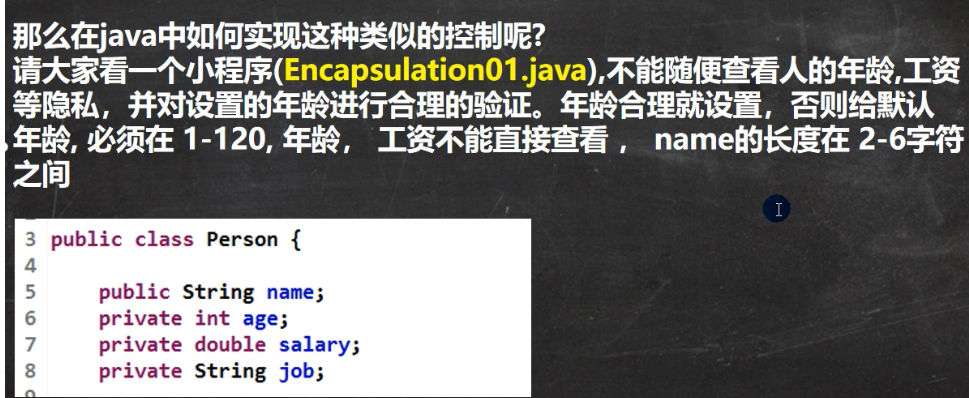 那么在java中如何实现这种类似的控制呢?
请大家看一个小程序(Encapsulation01.java),不能随便查看人的年龄,工资
等隐私，并对设置的年龄进行合理的验证。年龄合理就设置，否则给默认
年龄, 必须在 1-120, 年龄， 工资不能直接查看 ， name的长度在 2-6字符
之间
3 public class Person {
4
5 public String name;
6 private int age;
7 private double salary;
8 private String job;